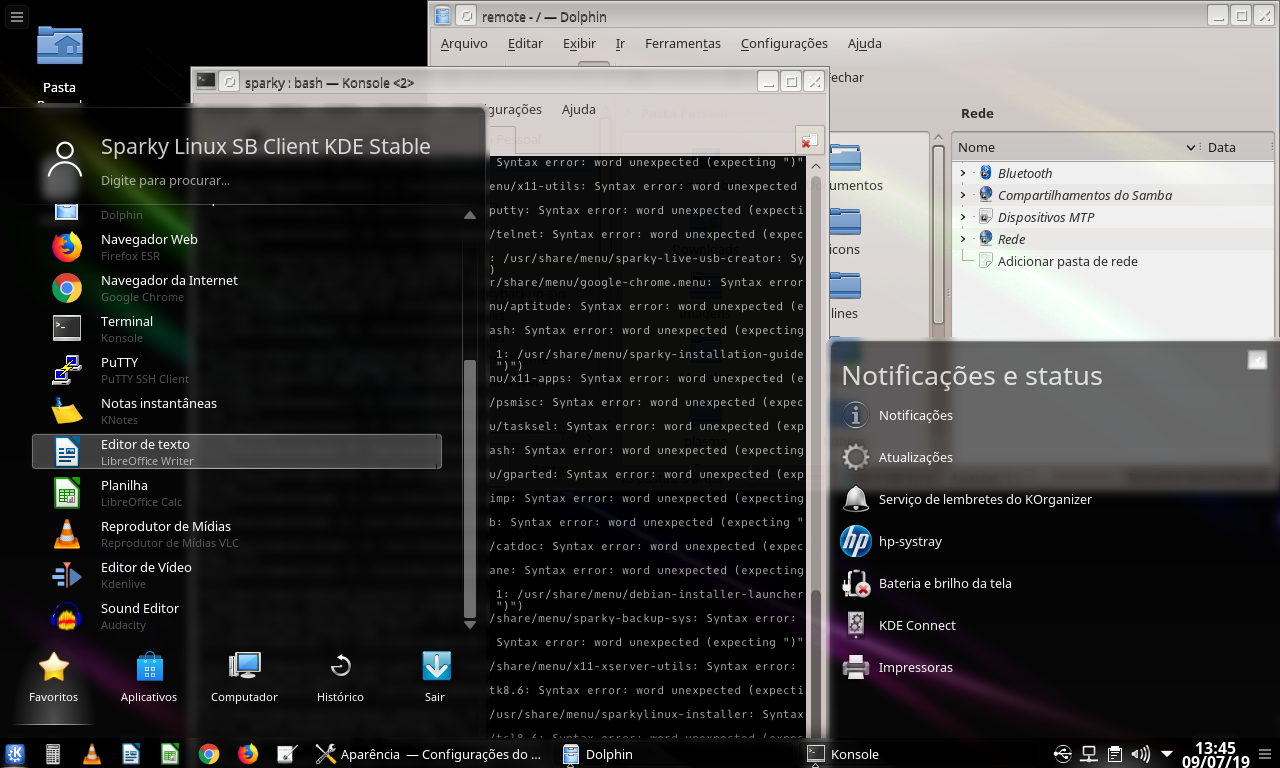 remote - / — Dolphin
Arquivo Editar Exibir Ir Ferramentas Configurações Ajuda
Pasta
sparky : bash — Konsole <2>
gurações Ajuda
echar
Rede
Nome Data
Bluetooth
Compartilhamentos do Samba
Dispositivos MTP
Rede
Adicionar pasta de rede
ocumentos
icons
lines
Sparky Linux SB Client KDE Stable
Digite para procurar...
Dolphin
Navegador Web
Firefox ESR
Navegador da Internet
Google Chrome
Terminal
Konsole
PuTTY
PuTTY SSH Client
Notas instantâneas
KNotes
Editor de texto
LibreOffice Writer
Planilha
LibreOffice Calc
Reprodutor de Mídias
Reprodutor de Mídias VLC
Editor de Vídeo
Kdenlive
Sound Editor
Audacity
Favoritos Aplicativos Computador Histórico Sair
Syntax error: word unexpected (expecting ")"
enu/x11-utils: Syntax error: word unexpected
putty: Syntax error: word unexpected (expecti
/telnet: Syntax error: word unexpected (expec
: /usr/share/menu/sparky-live-usb-creator: Sy
)
r/share/menu/google-chrome.menu: Syntax error
nu/aptitude: Syntax error: word unexpected (e
ash: Syntax error: word unexpected (expecting
1: /usr/share/menu/sparky-installation-guide
")")
nu/x11-apps: Syntax error: word unexpected (e
/psmisc: Syntax error: word unexpected (expec
u/tasksel: Syntax error: word unexpected (exp
ash: Syntax error: word unexpected (expecting
u/gparted: Syntax error: word unexpected (exp
imp: Syntax error: word unexpected (expecting
b: Syntax error: word unexpected (expecting "
/catdoc: Syntax error: word unexpected (expec
ane: Syntax error: word unexpected (expecting
1: /usr/share/menu/debian-installer-launcher
")")
/share/menu/sparky-backup-sys: Syntax error:
Syntax error: word unexpected (expecting ")"
/share/menu/x11-xserver-utils: Syntax error:
tk8.6: Syntax error: word unexpected (expecti
/usr/share/menu/sparkylinux-installer: Syntax
/tcl8.6: Syntax error: word unexpected (expec
Notificações e status
Notificações
Atualizações
Serviço de lembretes do KOrganizer
hp-systray
Bateria e brilho da tela
KDE Connect
Impressoras
Aparência — Configurações do ... Dolphin Konsole
13:45
09/07/19